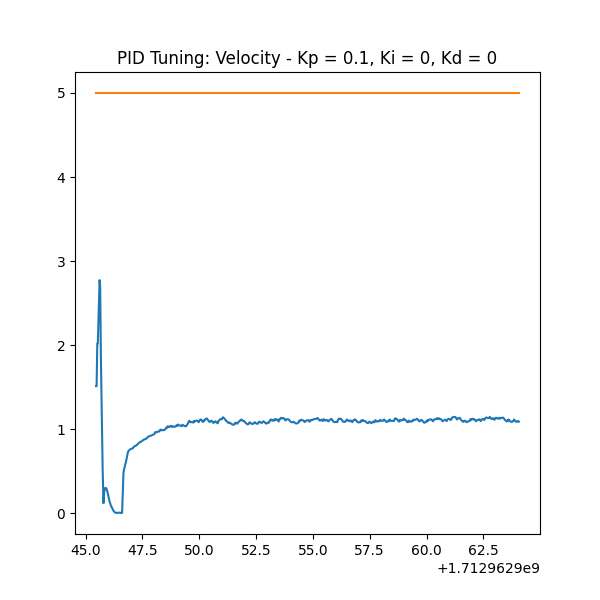 PID Tuning: Velocity - Kp = 0.1, Ki = 0, Kd = 0
5
4
3
2
1
0
45.0 47.5 50.0 52.5 55.0 57.5 60.0 62.5
+1.7129629e9